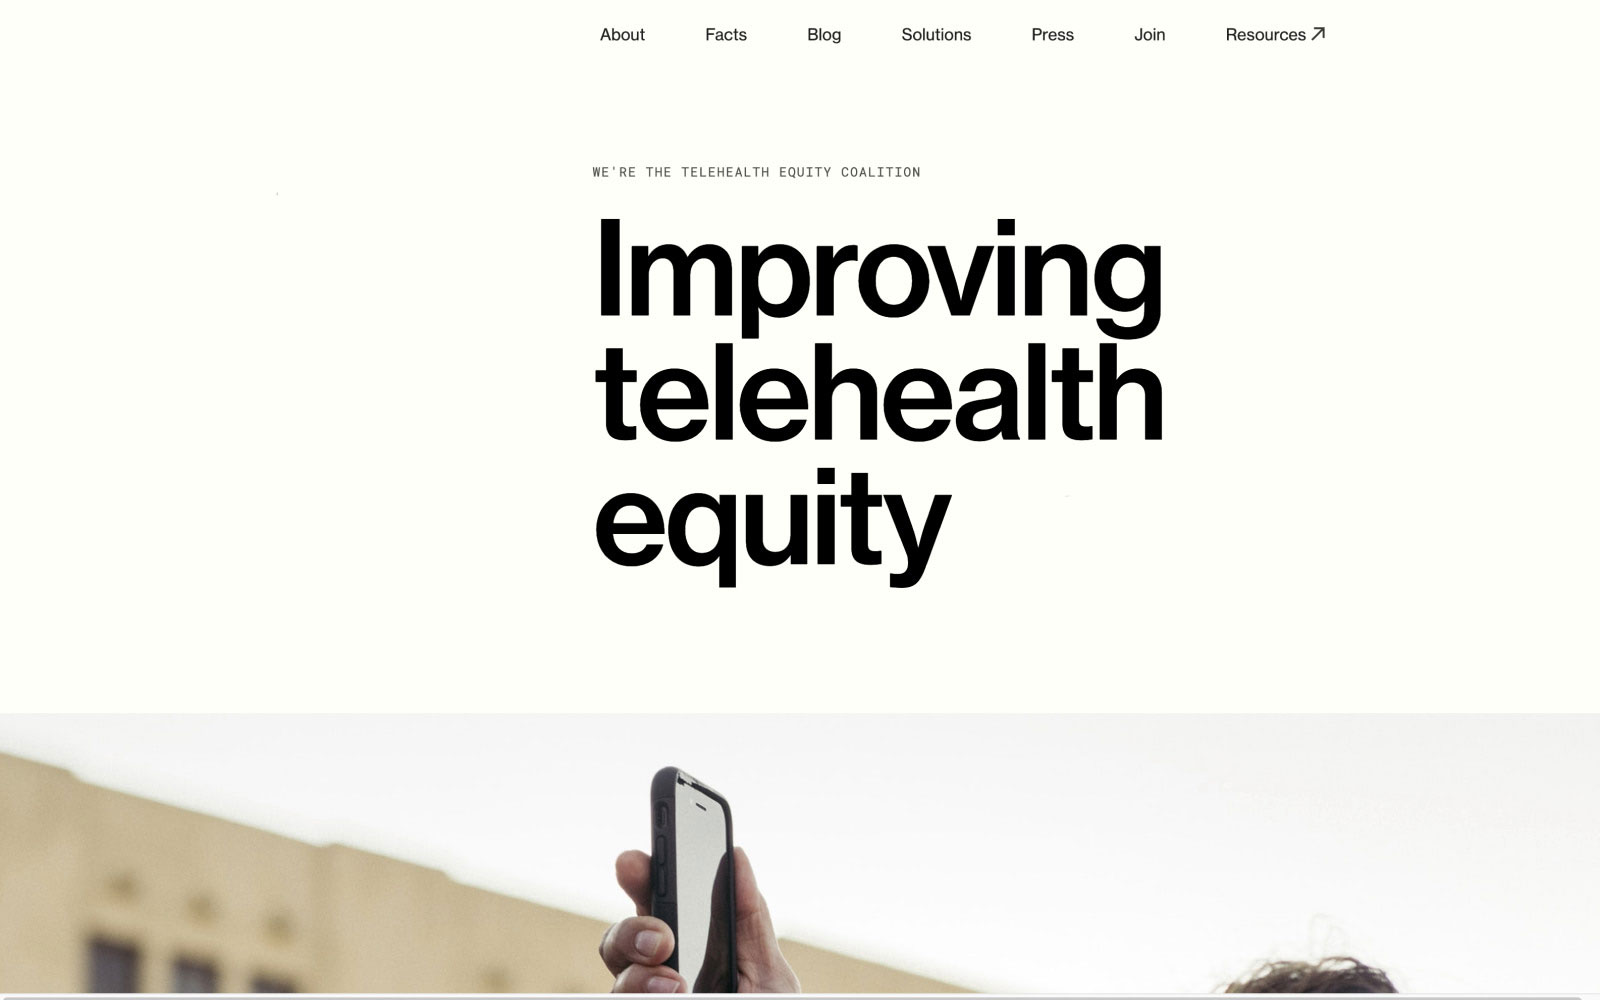 About Facts Blog Solutions Press Join Resources
WE'RE THE TELEHEALTH EQUITY COALITION
Improving
telehealth
equity